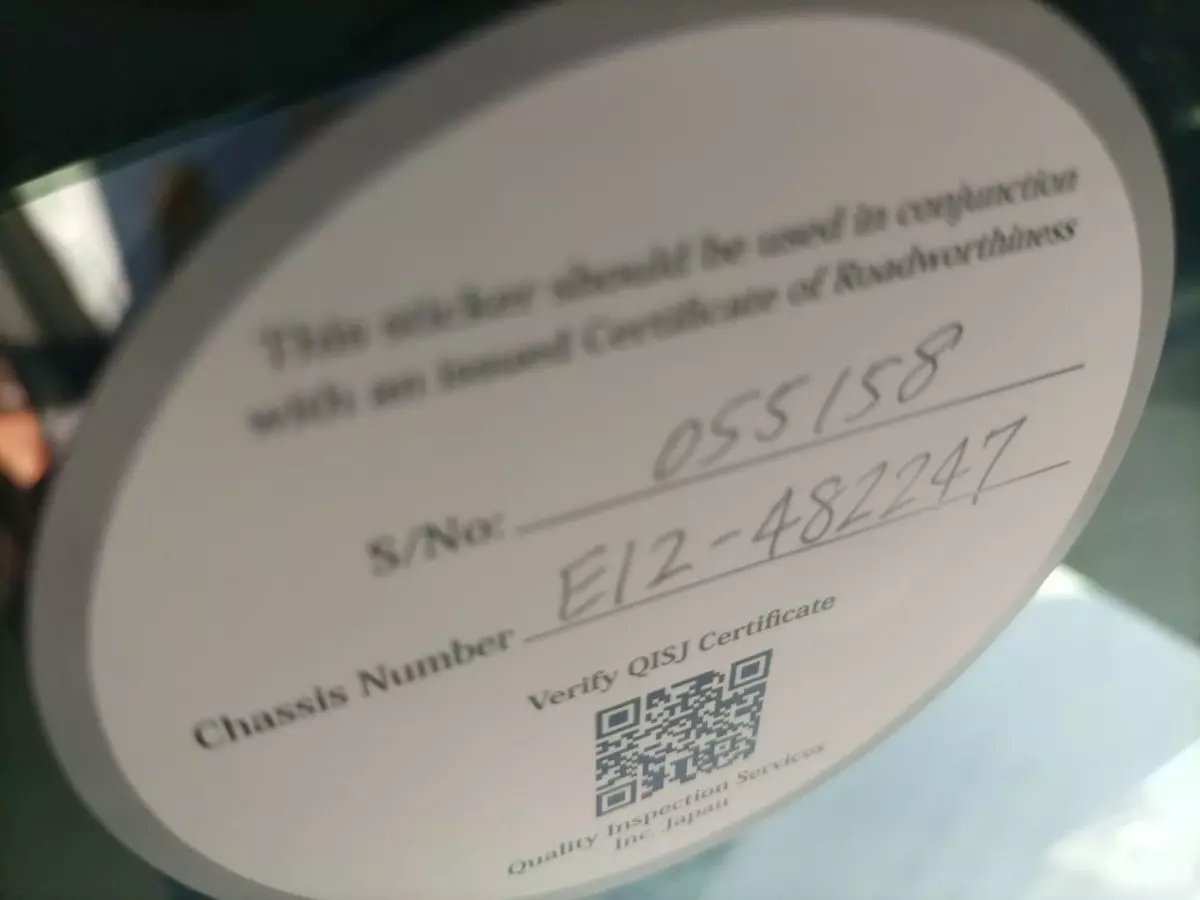 This sticker should be used in conjunction
with an issued Certificate of Roadworthiness
S/No: 055158
Chassis Number E12-482247
Verify QISJ Certificate
Quality Inspection Services
Inc. Japan